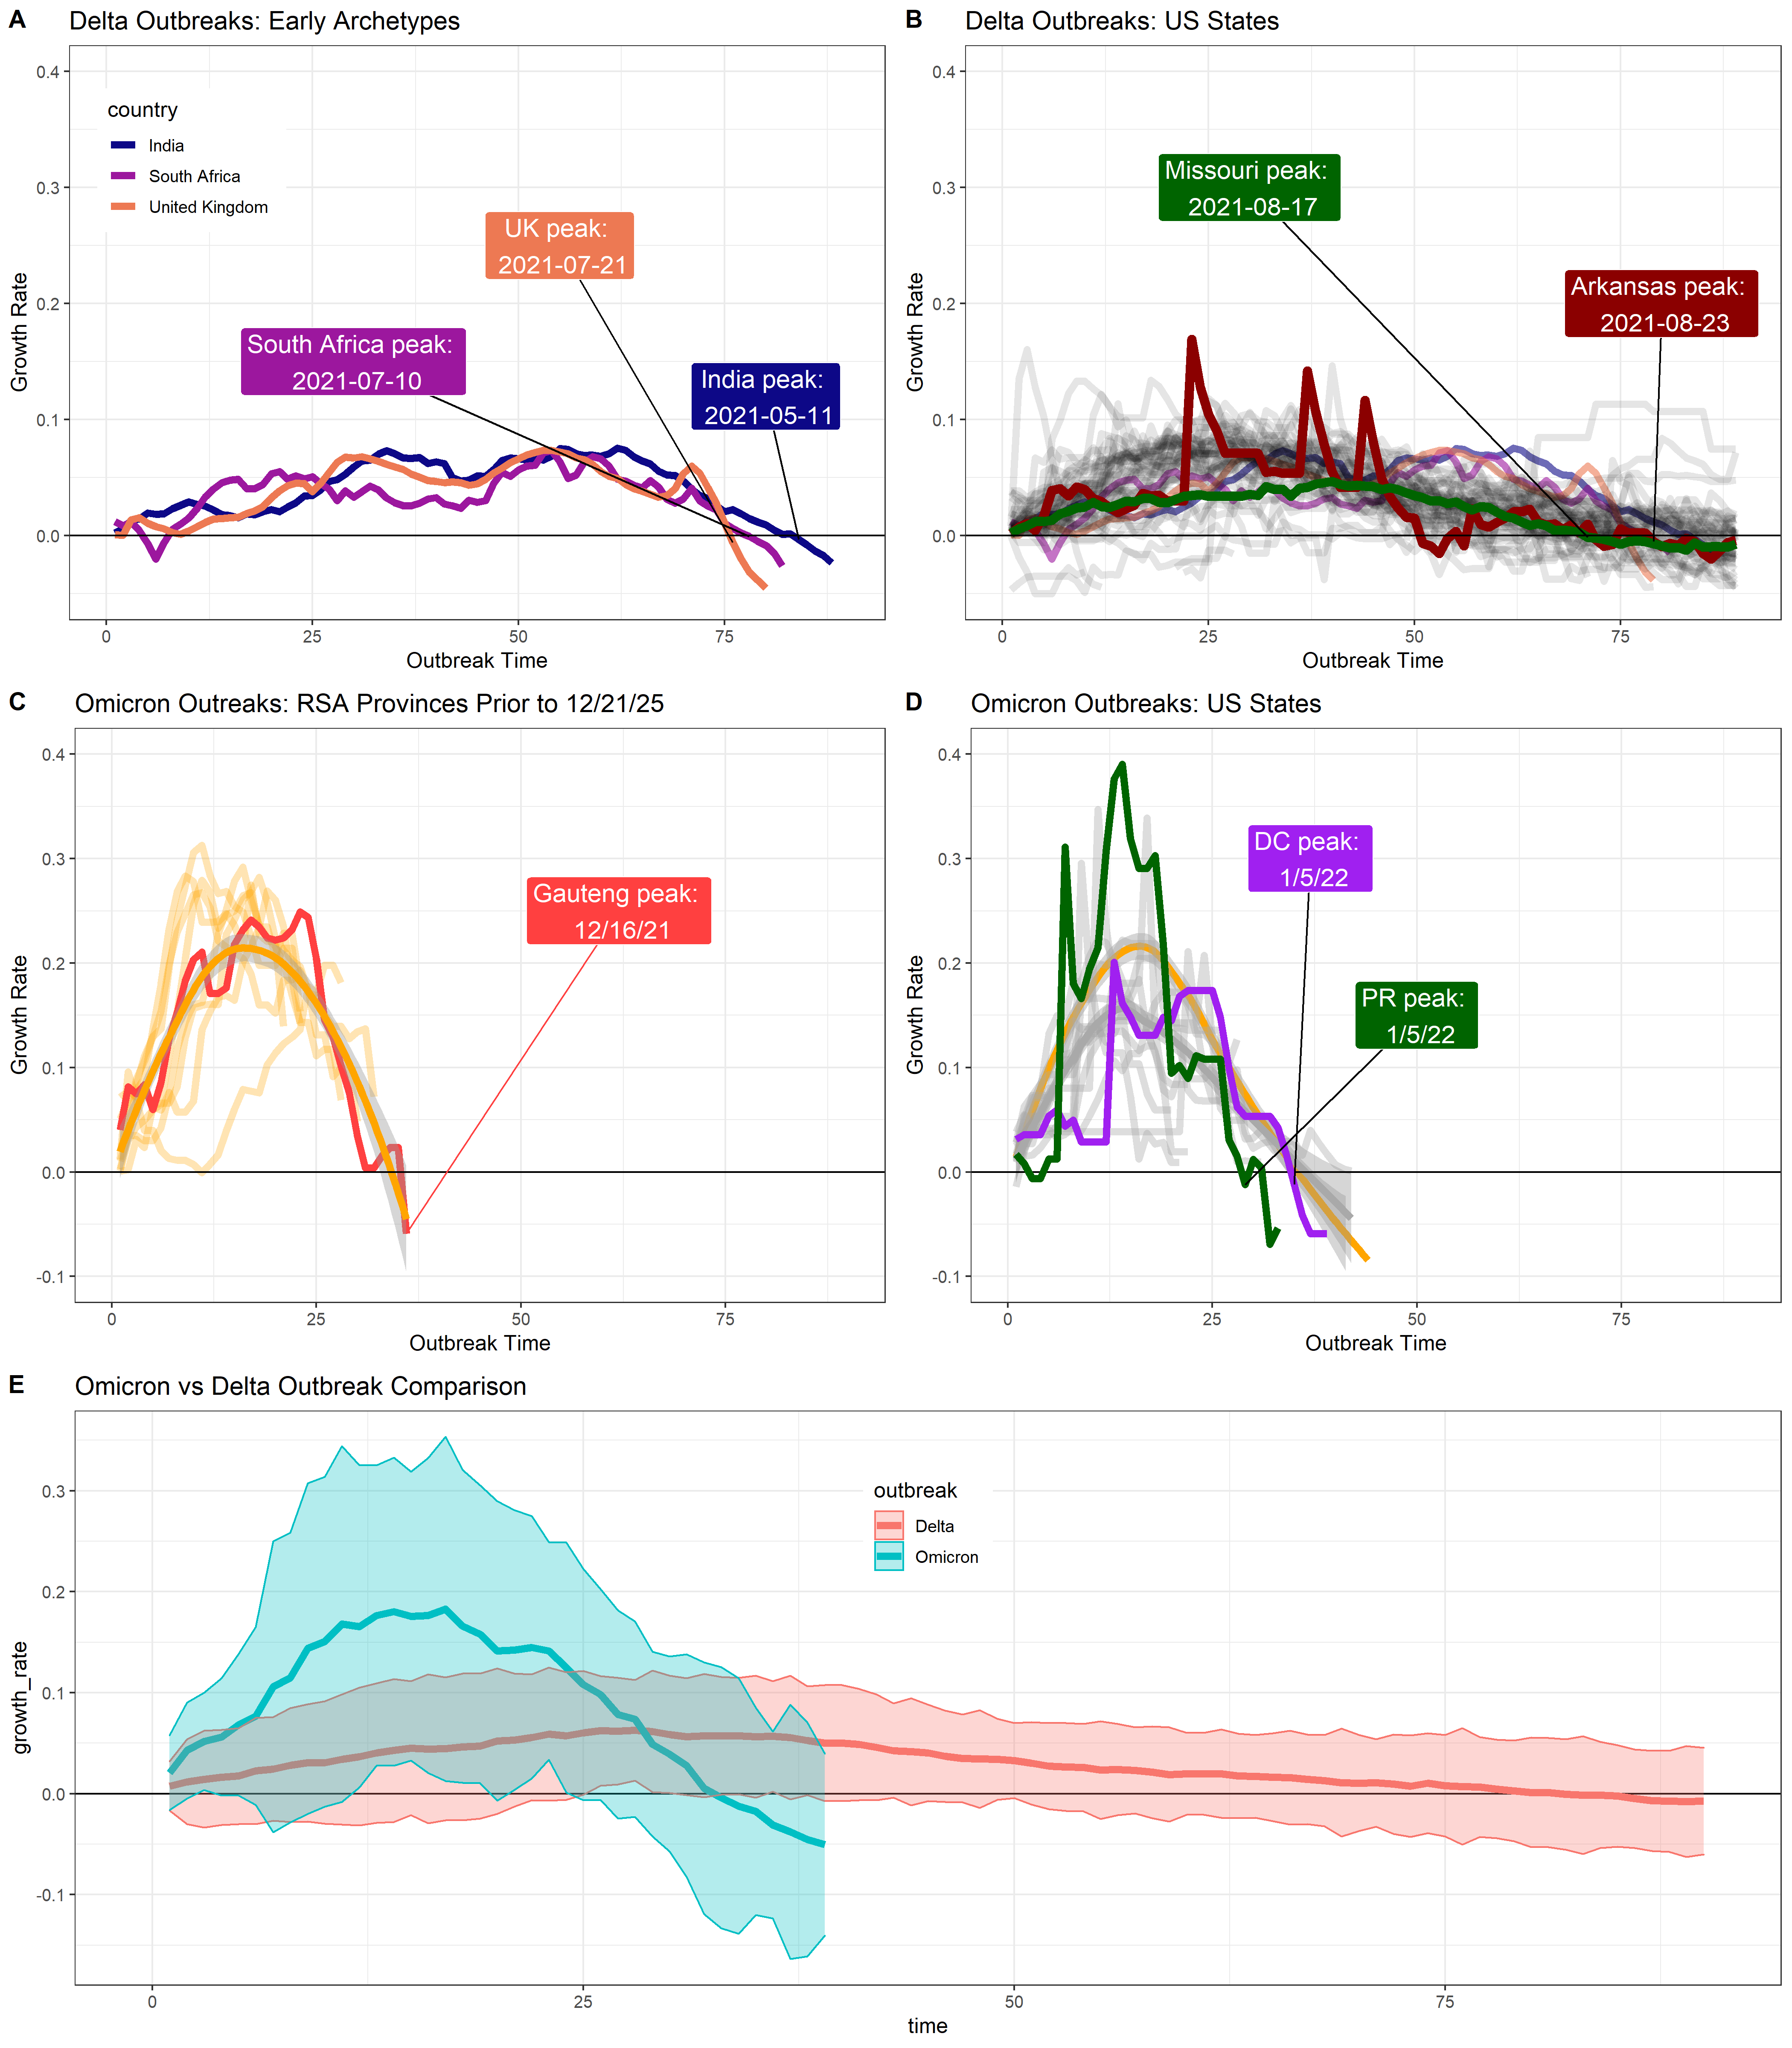 A
Delta Outbreaks: Early Archetypes
0.4
0.3
0.2
0.1
0.0
Growth Rate
country
India
South Africa
United Kingdom
UK peak:
2021-07-21
South Africa peak:
2021-07-10
India peak:
2021-05-11
0
25
50
75
Outbreak Time
B
Delta Outbreaks: US States
0.4
0.3
0.2
0.1
0.0
Growth Rate
Missouri peak:
2021-08-17
Arkansas peak:
2021-08-23
0
25
50
75
Outbreak Time
C
Omicron Outreaks: RSA Provinces Prior to 12/21/25
0.4
0.3
0.2
0.1
0.0
-0.1
Growth Rate
Gauteng peak:
12/16/21
0
25
50
75
Outbreak Time
D
Omicron Outbreaks: US States
0.4
0.3
0.2
0.1
0.0
-0.1
Growth Rate
DC peak:
1/5/22
PR peak:
1/5/22
0
25
50
75
Outbreak Time
E
Omicron vs Delta Outbreak Comparison
0.3
0.2
0.1
0.0
-0.1
growth_rate
outbreak
Delta
Omicron
0
25
50
75
time